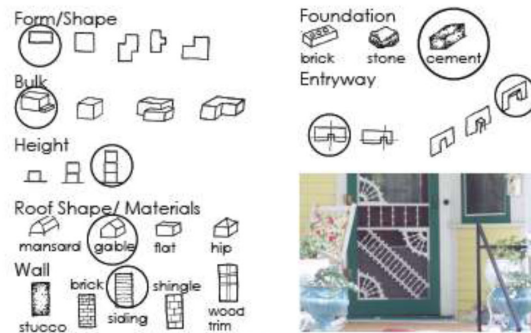 Form/Shape
Bulk
Height
Roof Shape/ Materials
mansard gable flat hip
Wall
brick shingle
stucco siding wood
trim
Foundation
brick stone cement
Entryway